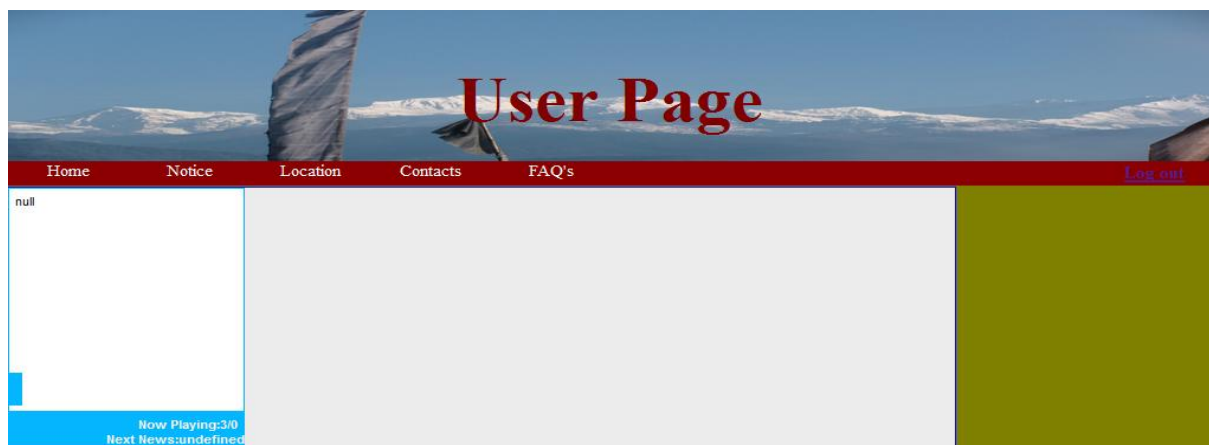 User Page
Home Notice Location Contacts FAQ's Log out
null
Now Playing:3/0
Next News:undefined